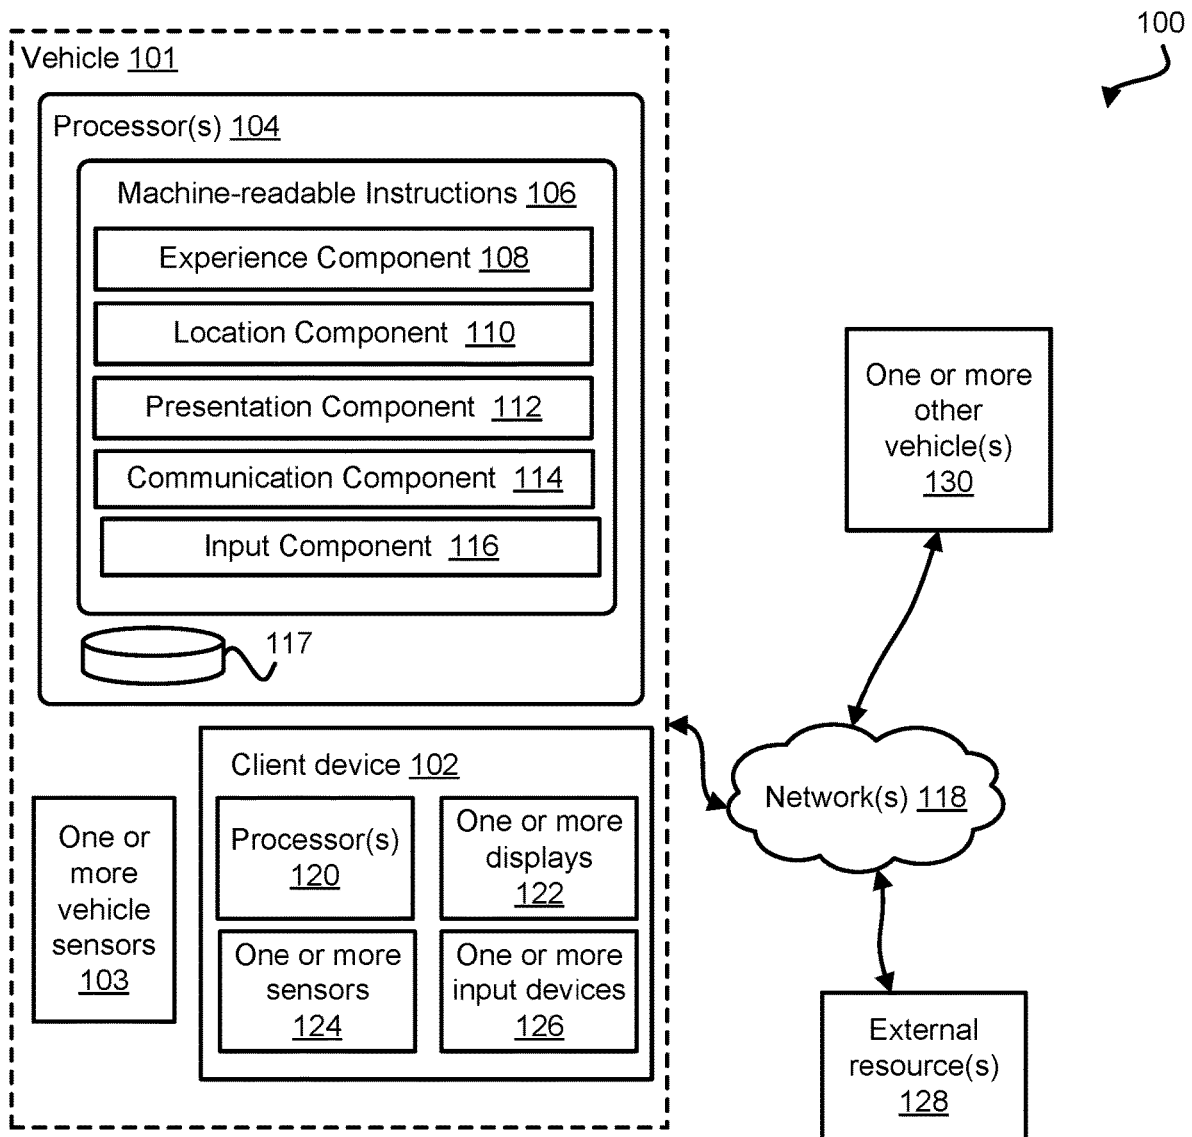 100
Vehicle 101
Processor(s) 104
Machine-readable Instructions 106
Experience Component 108
Location Component 110
Presentation Component 112
Communication Component 114
Input Component 116
117
One or more
other
vehicle(s)
130
Client device 102
Processor(s)
120
One or more
displays
122
One or more
sensors
124
One or more
input devices
126
One or
more
vehicle
sensors
103
Network(s) 118
External
resource(s)
128